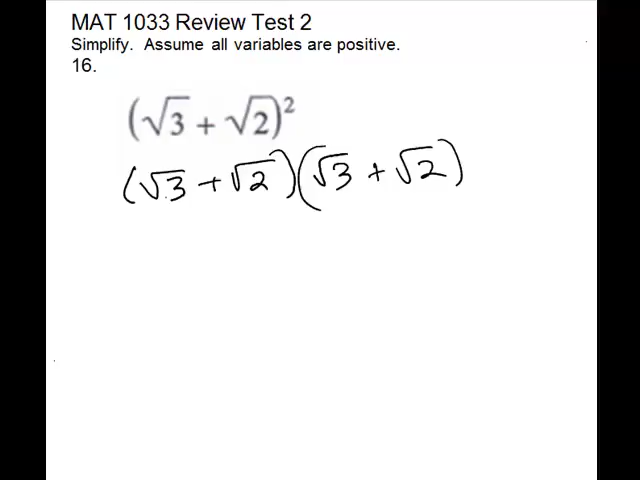 MAT 1033 Review Test 2
Simplify. Assume all variables are positive.
16.
(√3 + √2)²
(√3 + √2)(√3 + √2)